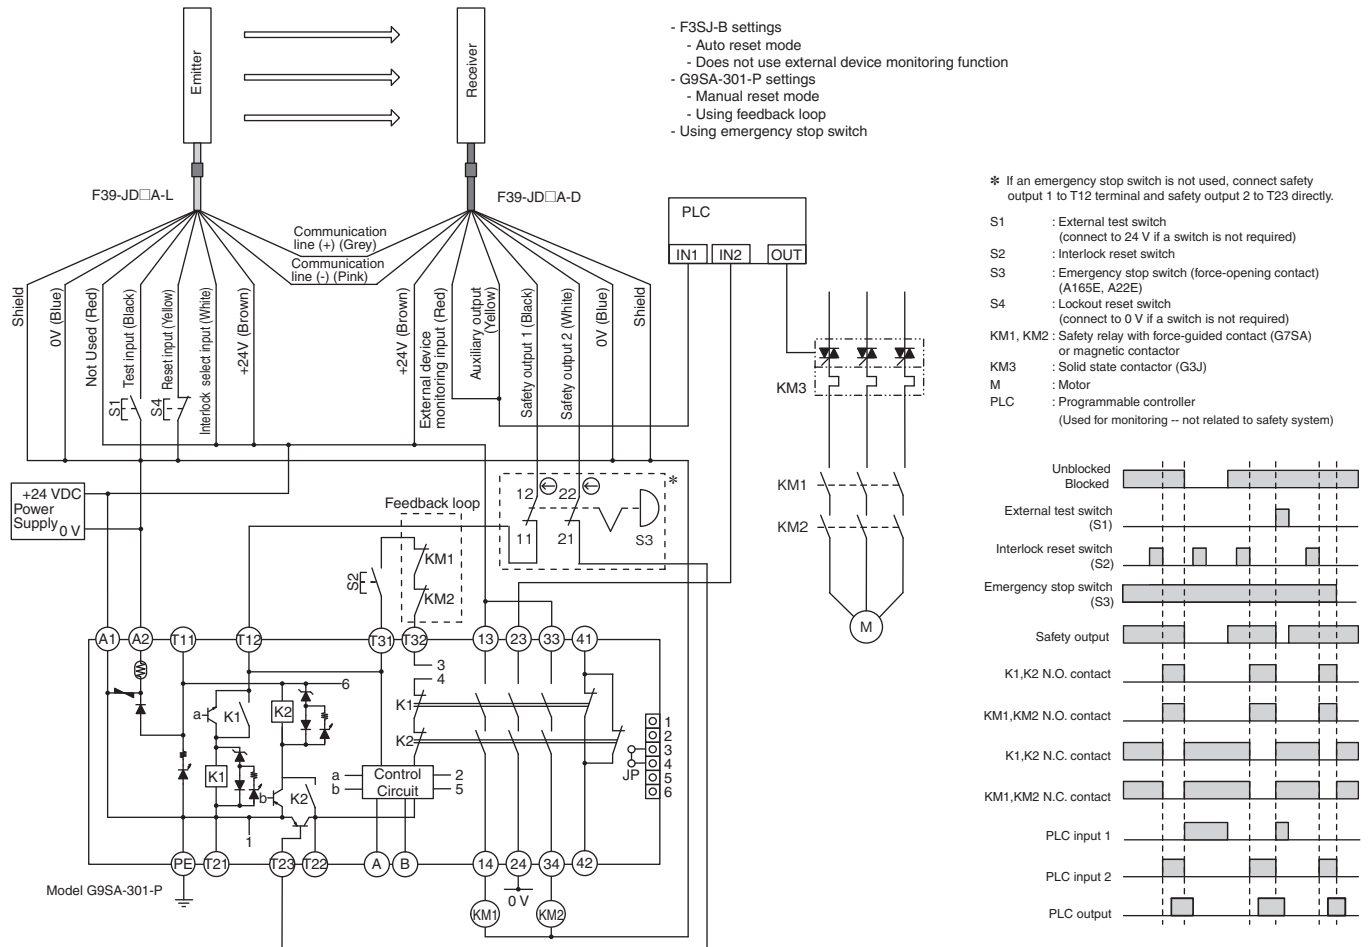 Emitter
Receiver
- F3SJ-B settings
- Auto reset mode
- Does not use external device monitoring function
- G9SA-301-P settings
- Manual reset mode
- Using feedback loop
- Using emergency stop switch
F39-JD□A-L
F39-JD□A-D
Communication
line (+) (Grey)
Communication
line (-) (Pink)
Shield
0V (Blue)
Not Used (Red)
Test input (Black)
Reset input (Yellow)
Interlock select input (White)
+24V (Brown)
+24V (Brown)
External device
monitoring input (Red)
Auxiliary output
(Yellow)
Safety output 1 (Black)
Safety output 2 (White)
0V (Blue)
Shield
S1
S4
PLC
IN1 IN2 OUT
KM3
KM1
KM2
M
* If an emergency stop switch is not used, connect safety
output 1 to T12 terminal and safety output 2 to T23 directly.
S1 : External test switch
(connect to 24 V if a switch is not required)
S2 : Interlock reset switch
S3 : Emergency stop switch (force-opening contact)
(A165E, A22E)
S4 : Lockout reset switch
(connect to 0 V if a switch is not required)
KM1, KM2 : Safety relay with force-guided contact (G7SA)
or magnetic contactor
KM3 : Solid state contactor (G3J)
M : Motor
PLC : Programmable controller
(Used for monitoring -- not related to safety system)
+24 VDC
Power
Supply 0 V
Feedback loop
KM1
KM2
S2
12 22 *
11 21 S3
A1 A2 T11 T12 T31 T32 13 23 33 41
3
4
6
a K1 K2 K1
K1 b K2 K2
a Control 2
b Circuit 5
1
JP
1
2
3
4
5
6
PE T21 T23 T22 A B 14 24 34 42
Model G9SA-301-P
0 V
KM1 KM2
Unblocked
Blocked
External test switch
(S1)
Interlock reset switch
(S2)
Emergency stop switch
(S3)
Safety output
K1,K2 N.O. contact
KM1,KM2 N.O. contact
K1,K2 N.C. contact
KM1,KM2 N.C. contact
PLC input 1
PLC input 2
PLC output